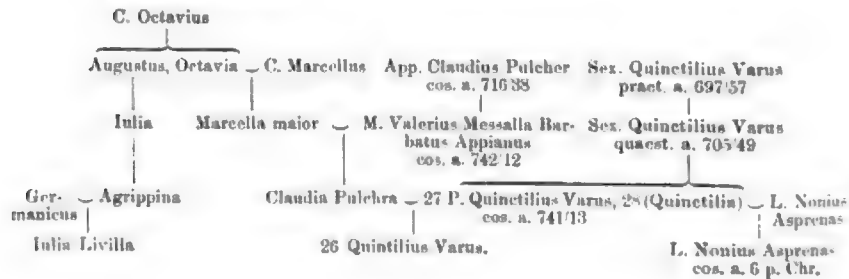 C. Octavius
Augustus, Octavia C. Marcellus App. Claudius Pulcher Sex. Quinctilius Varus
cos. a. 716/38 praet. a. 697/57
Iulia Marcella maior M. Valerius Messalla Bar- Sex. Quinctilius Varus
batus Appianus quaest. a. 705/49
cos. a. 742/12
Ger- Agrippina Claudia Pulchra 27 P. Quinctilius Varus, 28 (Quinctilia) L. Nonius
manicus cos. a. 741/13 Asprenas
Iulia Livilla 26 Quintilius Varus. L. Nonius Asprenas
cos. a. 6 p. Chr.